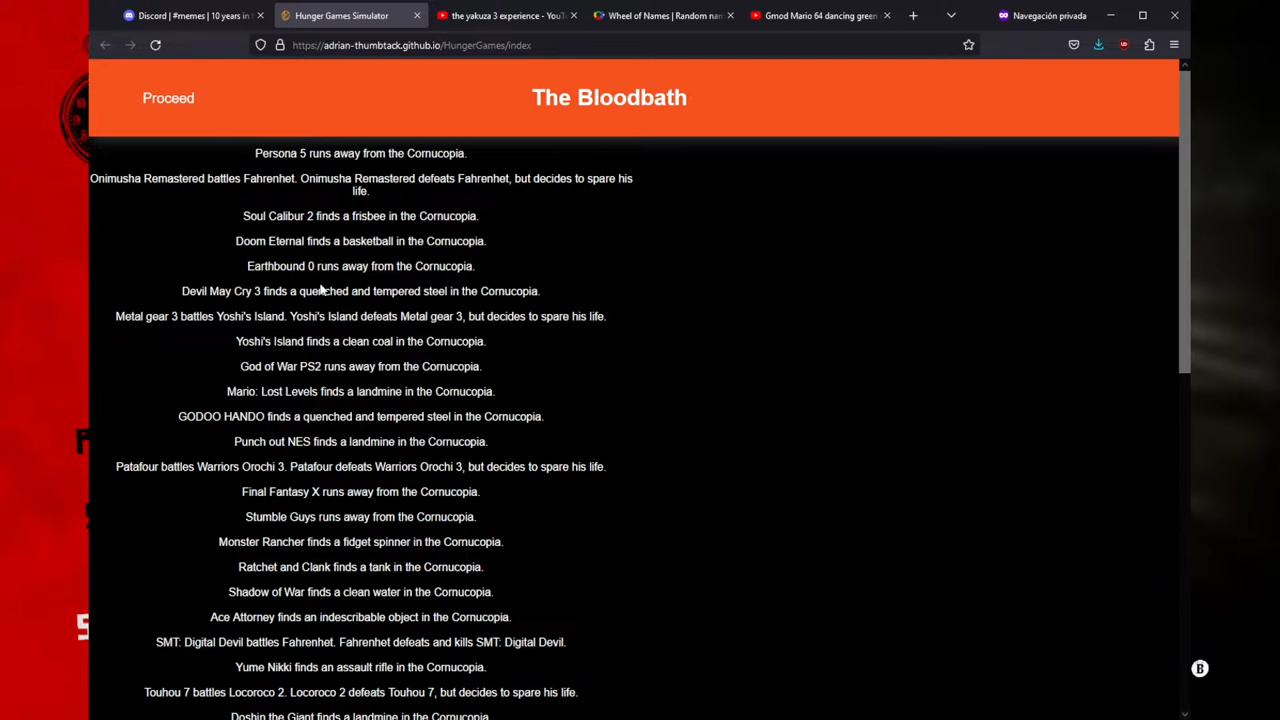 Discord | #memes | 10 years in t
Hunger Games Simulator
the yakuza 3 experience - YouT
Wheel of Names | Random nam
Gmod Mario 64 dancing green
Navegación privada
https://adrian-thumbtack.github.io/HungerGames/index
Proceed
The Bloodbath
Persona 5 runs away from the Cornucopia.
Onimusha Remastered battles Fahrenhet. Onimusha Remastered defeats Fahrenhet, but decides to spare his
life.
Soul Calibur 2 finds a frisbee in the Cornucopia.
Doom Eternal finds a basketball in the Cornucopia.
Earthbound 0 runs away from the Cornucopia.
Devil May Cry 3 finds a quenched and tempered steel in the Cornucopia.
Metal gear 3 battles Yoshi's Island. Yoshi's Island defeats Metal gear 3, but decides to spare his life.
Yoshi's Island finds a clean coal in the Cornucopia.
God of War PS2 runs away from the Cornucopia.
Mario: Lost Levels finds a landmine in the Cornucopia.
GODOO HANDO finds a quenched and tempered steel in the Cornucopia.
Punch out NES finds a landmine in the Cornucopia.
Patafour battles Warriors Orochi 3. Patafour defeats Warriors Orochi 3, but decides to spare his life.
Final Fantasy X runs away from the Cornucopia.
Stumble Guys runs away from the Cornucopia.
Monster Rancher finds a fidget spinner in the Cornucopia.
Ratchet and Clank finds a tank in the Cornucopia.
Shadow of War finds a clean water in the Cornucopia.
Ace Attorney finds an indescribable object in the Cornucopia.
SMT: Digital Devil battles Fahrenhet. Fahrenhet defeats and kills SMT: Digital Devil.
Yume Nikki finds an assault rifle in the Cornucopia.
Touhou 7 battles Locoroco 2. Locoroco 2 defeats Touhou 7, but decides to spare his life.
Doshin the Giant finds a landmine in the Cornucopia.
B